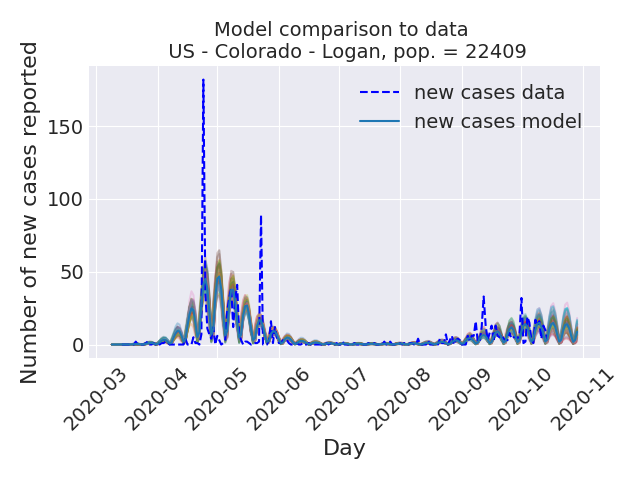 Model comparison to data
US - Colorado - Logan, pop. = 22409
Number of new cases reported
150
100
50
0
new cases data
new cases model
2020-03
2020-04
2020-05
2020-06
2020-07
2020-08
2020-09
2020-10
2020-11
Day